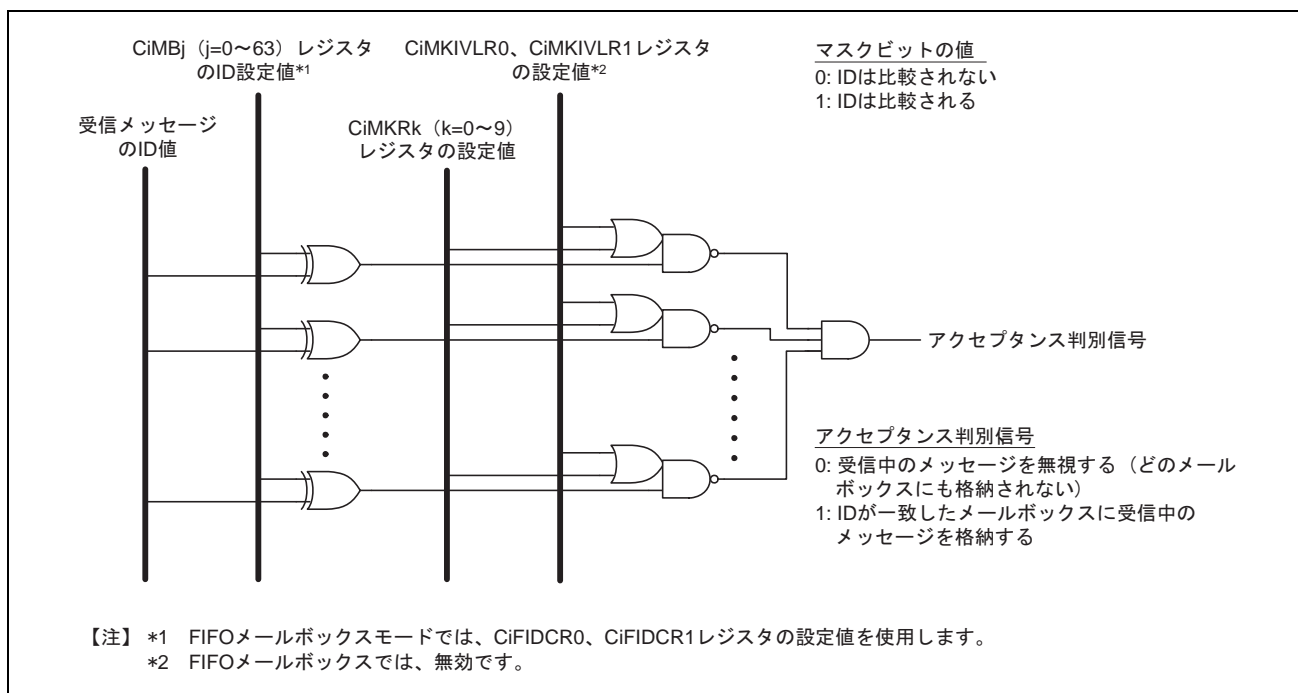 CiMBj（j=0～63）レジスタ
のID設定値*1
CiMKIVLR0、CiMKIVLR1レジスタ
の設定値*2
マスクビットの値
0: IDは比較されない
1: IDは比較される
受信メッセージ
のID値
CiMKRk（k=0～9）
レジスタの設定値
アクセプタンス判別信号
アクセプタンス判別信号
0: 受信中のメッセージを無視する（どのメール
ボックスにも格納されない）
1: IDが一致したメールボックスに受信中の
メッセージを格納する
【注】 *1 FIFOメールボックスモードでは、CiFIDCR0、CiFIDCR1レジスタの設定値を使用します。
*2 FIFOメールボックスでは、無効です。